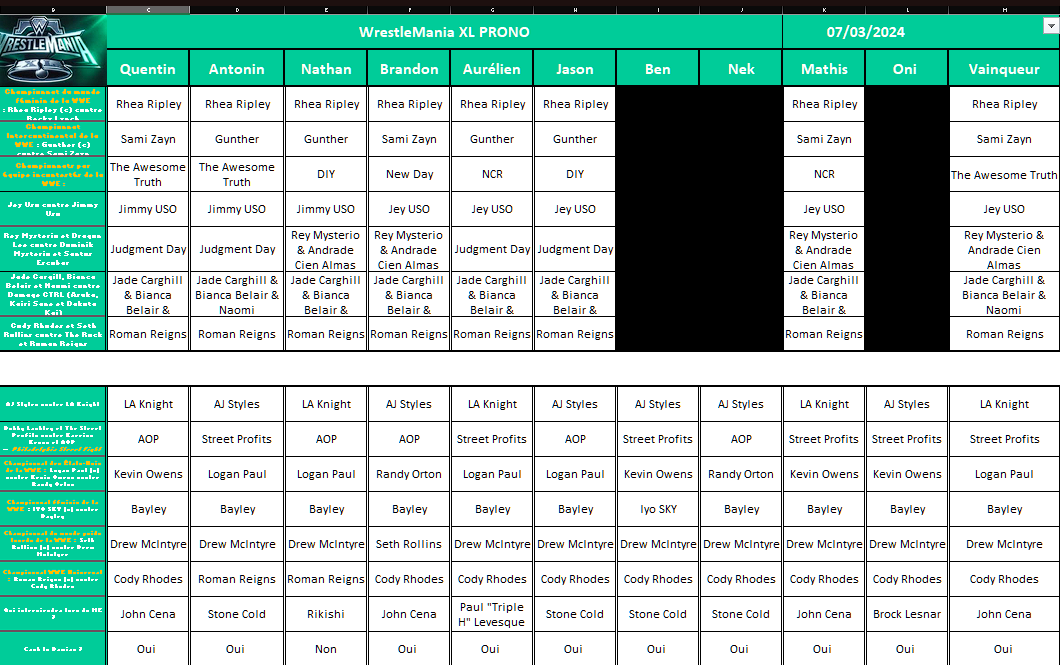 B C D E F G H I J K L M
WrestleMania XL PRONO 07/03/2024
WRESTLEMANIA
Quentin Antonin Nathan Brandon Aurélien Jason Ben Nek Mathis Oni Vainqueur
Championnat du monde
féminin de la WWE
: Rhea Ripley (c) contre
Becky Lynch
Rhea Ripley Rhea Ripley Rhea Ripley Rhea Ripley Rhea Ripley Rhea Ripley Rhea Ripley Rhea Ripley
Championnat
Intercontinental de la
WWE : Gunther (c)
contre Sami Zayn
Sami Zayn Gunther Gunther Sami Zayn Gunther Gunther Sami Zayn Sami Zayn
Championnats par
équipe incontestés de la
WWE :
The Awesome Truth The Awesome Truth DIY New Day NCR DIY NCR The Awesome Truth
Jey Uso contre Jimmy
Uso
Jimmy USO Jimmy USO Jimmy USO Jey USO Jey USO Jey USO Jey USO Jey USO
Rey Mysterio et Dragon
Lee contre Dominik
Mysterio et Santos
Escobar
Judgment Day Judgment Day Rey Mysterio & Andrade Cien Almas Rey Mysterio & Andrade Cien Almas Judgment Day Judgment Day Rey Mysterio & Andrade Cien Almas Rey Mysterio & Andrade Cien Almas
Jade Cargill, Bianca
Belair et Naomi contre
Damage CTRL (Asuka,
Kairi Sane et Dakota
Kai)
Jade Carghill & Bianca Belair & Jade Carghill & Bianca Belair & Naomi Jade Carghill & Bianca Belair & Jade Carghill & Bianca Belair & Jade Carghill & Bianca Belair & Jade Carghill & Bianca Belair & Jade Carghill & Bianca Belair & Jade Carghill & Bianca Belair & Naomi
Cody Rhodes et Seth
Rollins contre The Rock
et Roman Reigns
Roman Reigns Roman Reigns Roman Reigns Roman Reigns Roman Reigns Roman Reigns Roman Reigns Roman Reigns
AJ Styles contre LA Knight
LA Knight AJ Styles LA Knight AJ Styles LA Knight AJ Styles AJ Styles AJ Styles LA Knight AJ Styles LA Knight
Bobby Lashley et The Street
Profits contre Karrion
Kross et AOP
— Philadelphia Street Fight
AOP Street Profits AOP AOP Street Profits AOP Street Profits AOP Street Profits Street Profits Street Profits
Championnat des États-Unis
de la WWE : Logan Paul (c)
contre Kevin Owens contre
Randy Orton
Kevin Owens Logan Paul Logan Paul Randy Orton Logan Paul Logan Paul Kevin Owens Randy Orton Kevin Owens Kevin Owens Logan Paul
Championnat féminin de la
WWE : IYO SKY (c) contre
Bayley
Bayley Bayley Bayley Bayley Bayley Bayley Iyo SKY Bayley Bayley Bayley Bayley
Championnat du monde poids
lourds de la WWE : Seth
Rollins (c) contre Drew
McIntyre
Drew McIntyre Drew McIntyre Drew McIntyre Seth Rollins Drew McIntyre Drew McIntyre Drew McIntyre Drew McIntyre Drew McIntyre Drew McIntyre Drew McIntyre
Championnat WWE Universel
: Roman Reigns (c) contre
Cody Rhodes
Cody Rhodes Roman Reigns Roman Reigns Cody Rhodes Cody Rhodes Cody Rhodes Cody Rhodes Cody Rhodes Cody Rhodes Cody Rhodes Cody Rhodes
Qui interviendra lors du ME
?
John Cena Stone Cold Rikishi John Cena Paul "Triple H" Levesque Stone Cold Stone Cold Stone Cold John Cena Brock Lesnar John Cena
Cash In Damian ?
Oui Oui Non Oui Oui Oui Oui Oui Oui Oui Oui